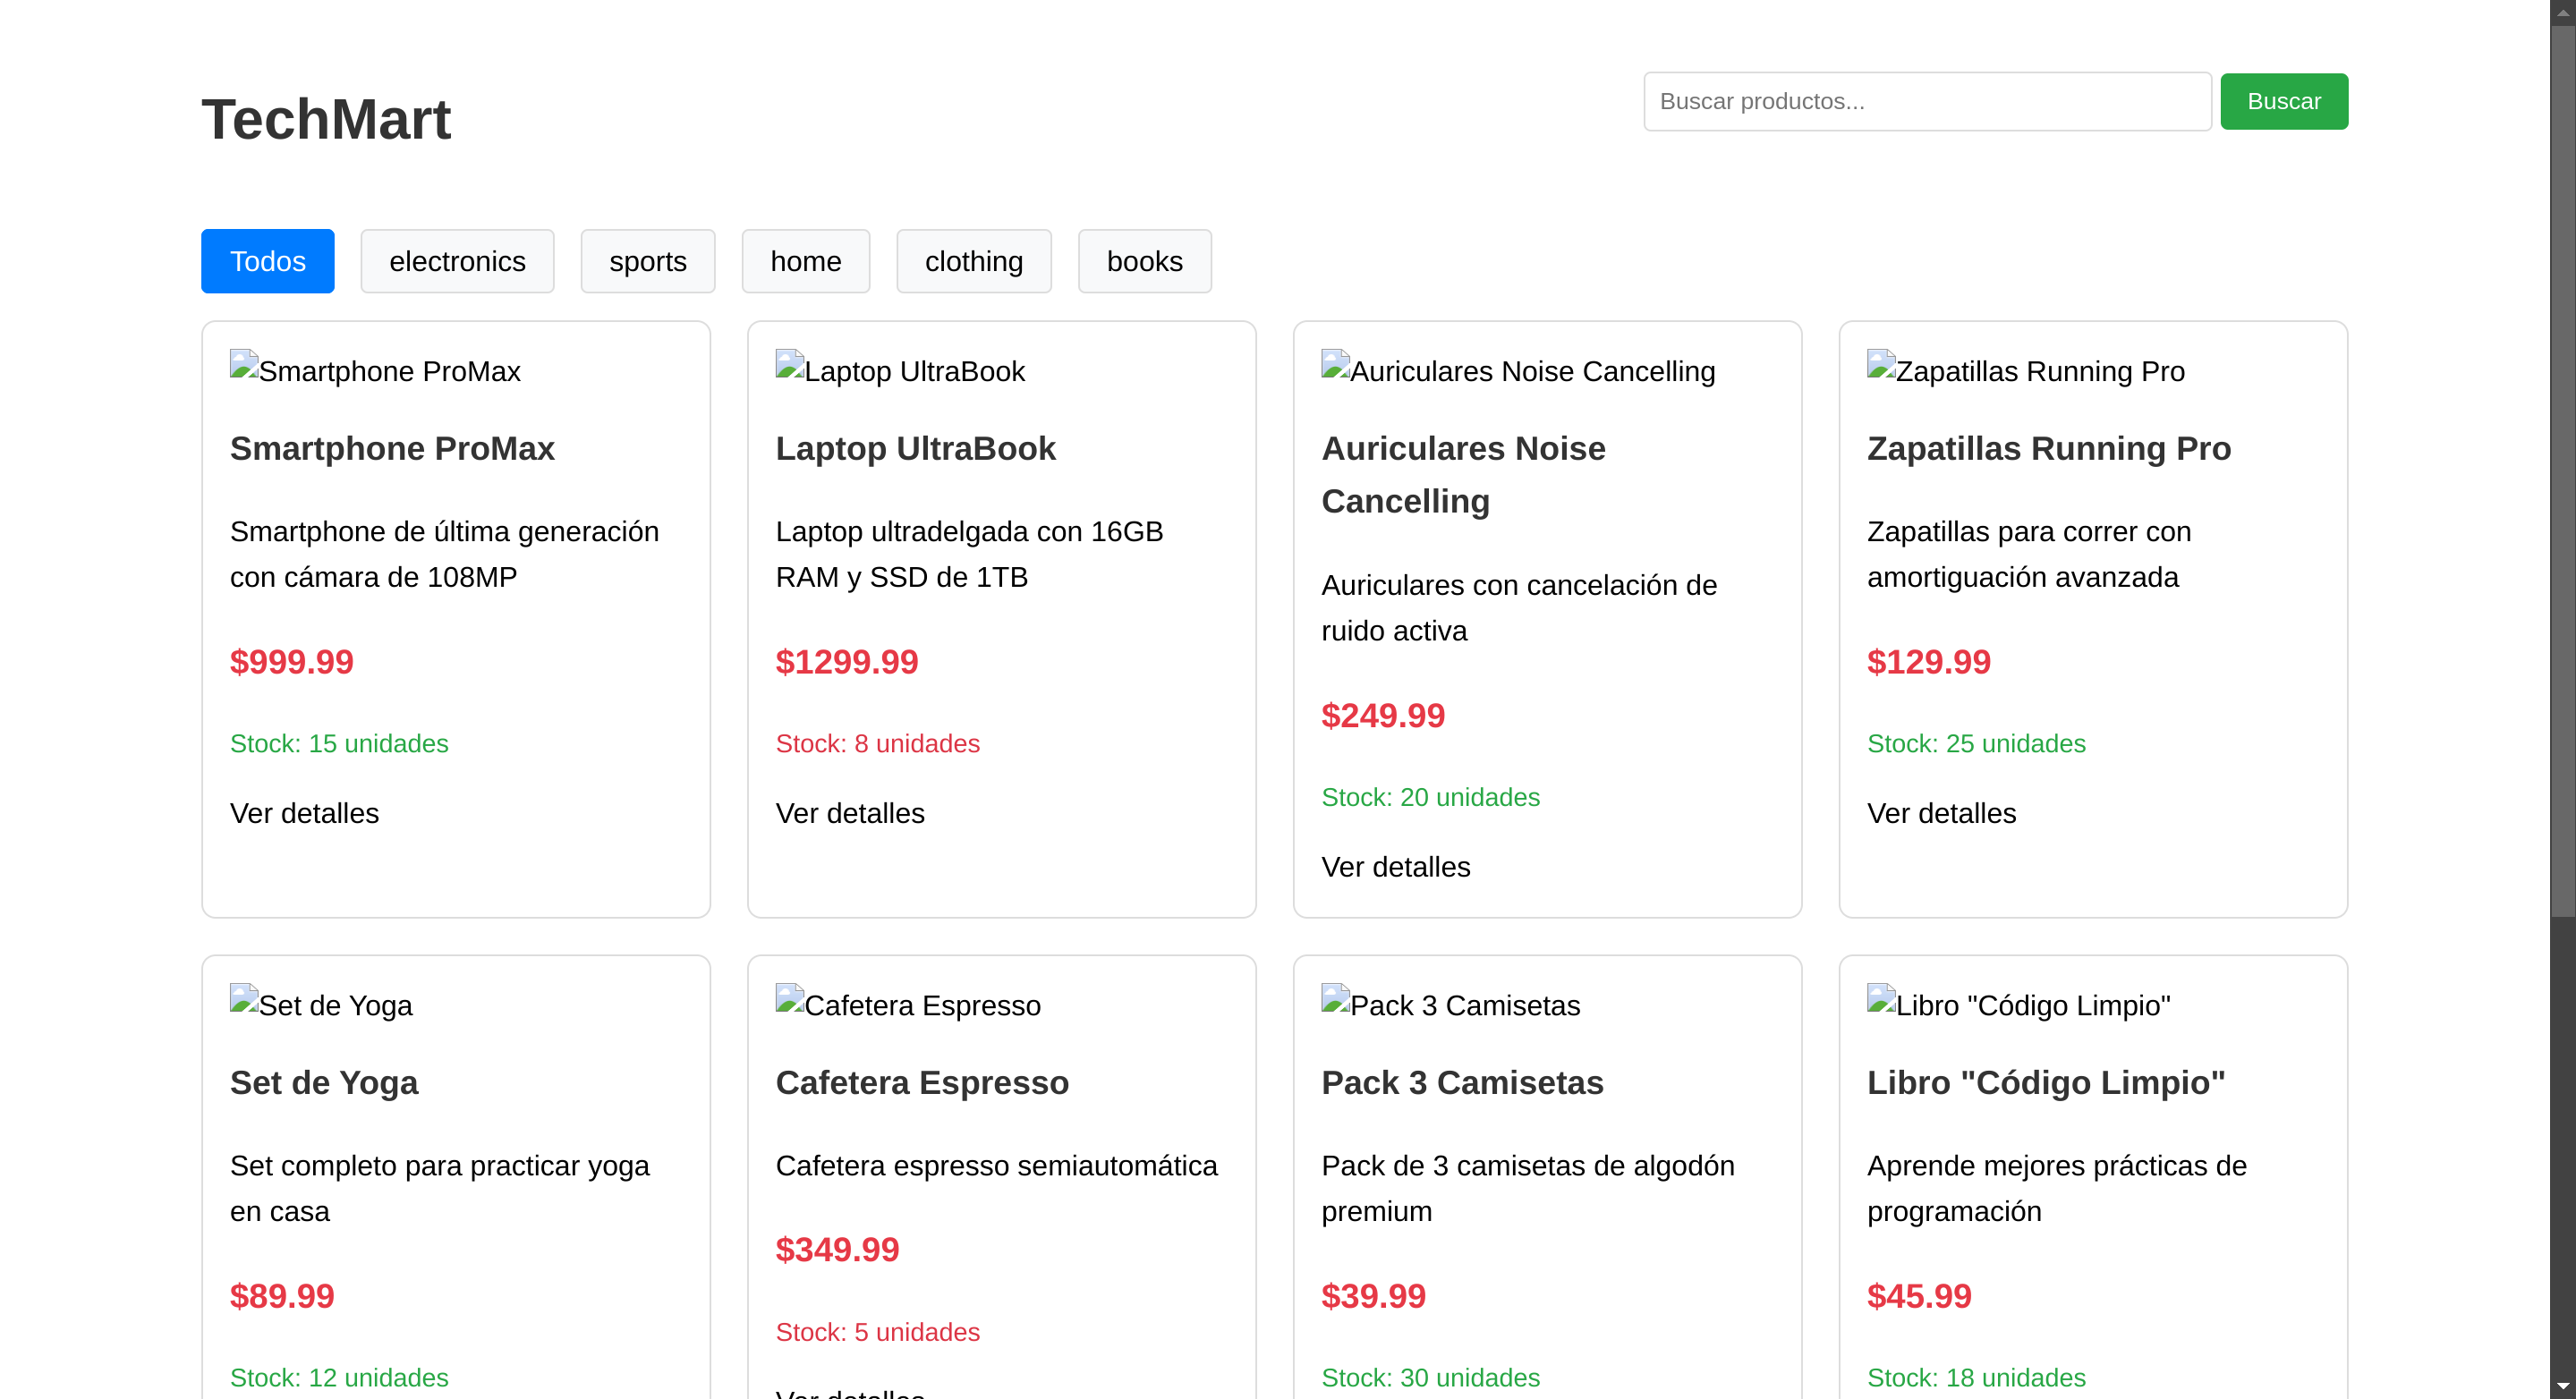 TechMart
Buscar productos...
Buscar
Todos
electronics
sports
home
clothing
books
Smartphone ProMax
Smartphone ProMax
Smartphone de última generación
con cámara de 108MP
$999.99
Stock: 15 unidades
Ver detalles
Laptop UltraBook
Laptop UltraBook
Laptop ultradelgada con 16GB
RAM y SSD de 1TB
$1299.99
Stock: 8 unidades
Ver detalles
Auriculares Noise Cancelling
Auriculares Noise
Cancelling
Auriculares con cancelación de
ruido activa
$249.99
Stock: 20 unidades
Ver detalles
Zapatillas Running Pro
Zapatillas Running Pro
Zapatillas para correr con
amortiguación avanzada
$129.99
Stock: 25 unidades
Ver detalles
Set de Yoga
Set de Yoga
Set completo para practicar yoga
en casa
$89.99
Stock: 12 unidades
Cafetera Espresso
Cafetera Espresso
Cafetera espresso semiautomática
$349.99
Stock: 5 unidades
Ver detalles
Pack 3 Camisetas
Pack 3 Camisetas
Pack de 3 camisetas de algodón
premium
$39.99
Stock: 30 unidades
Libro "Código Limpio"
Libro "Código Limpio"
Aprende mejores prácticas de
programación
$45.99
Stock: 18 unidades